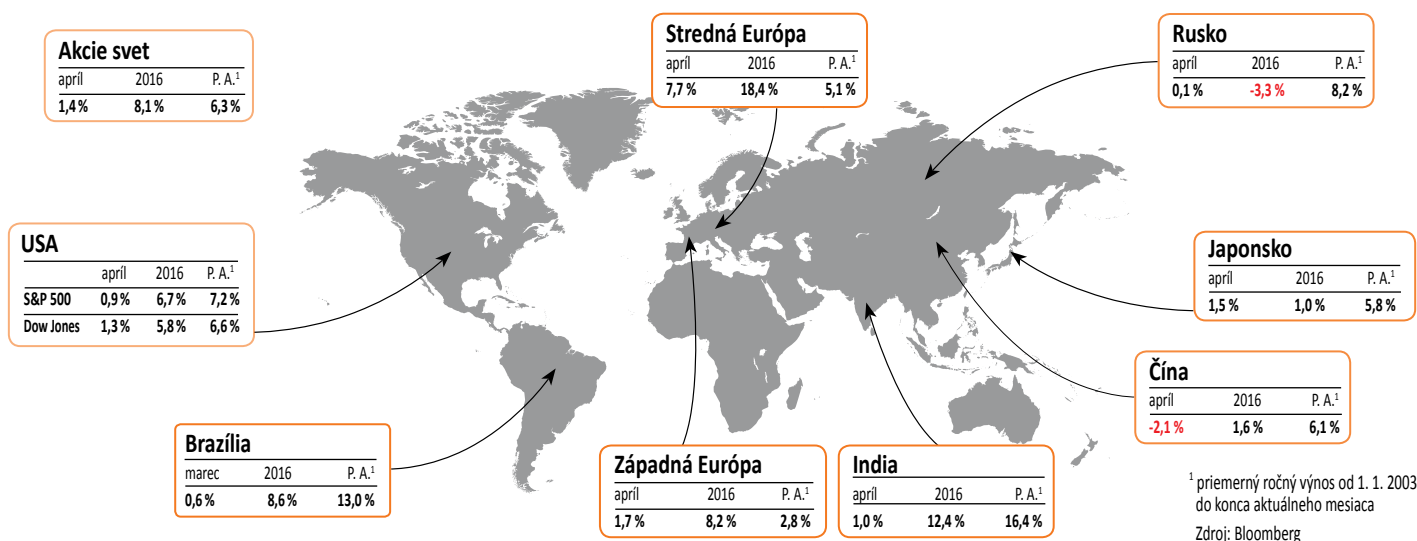 Akcie svet
apríl 2016 P. A.¹
1,4 % 8,1 % 6,3 %
Stredná Európa
apríl 2016 P. A.¹
7,7 % 18,4 % 5,1 %
Rusko
apríl 2016 P. A.¹
0,1 % -3,3 % 8,2 %
USA
apríl 2016 P. A.¹
S&P 500 0,9 % 6,7 % 7,2 %
Dow Jones 1,3 % 5,8 % 6,6 %
Japonsko
apríl 2016 P. A.¹
1,5 % 1,0 % 5,8 %
Čína
apríl 2016 P. A.¹
-2,1 % 1,6 % 6,1 %
Brazília
marec 2016 P. A.¹
0,6 % 8,6 % 13,0 %
Západná Európa
apríl 2016 P. A.¹
1,7 % 8,2 % 2,8 %
India
apríl 2016 P. A.¹
1,0 % 12,4 % 16,4 %
¹ priemerný ročný výnos od 1. 1. 2003
do konca aktuálneho mesiaca
Zdroj: Bloomberg